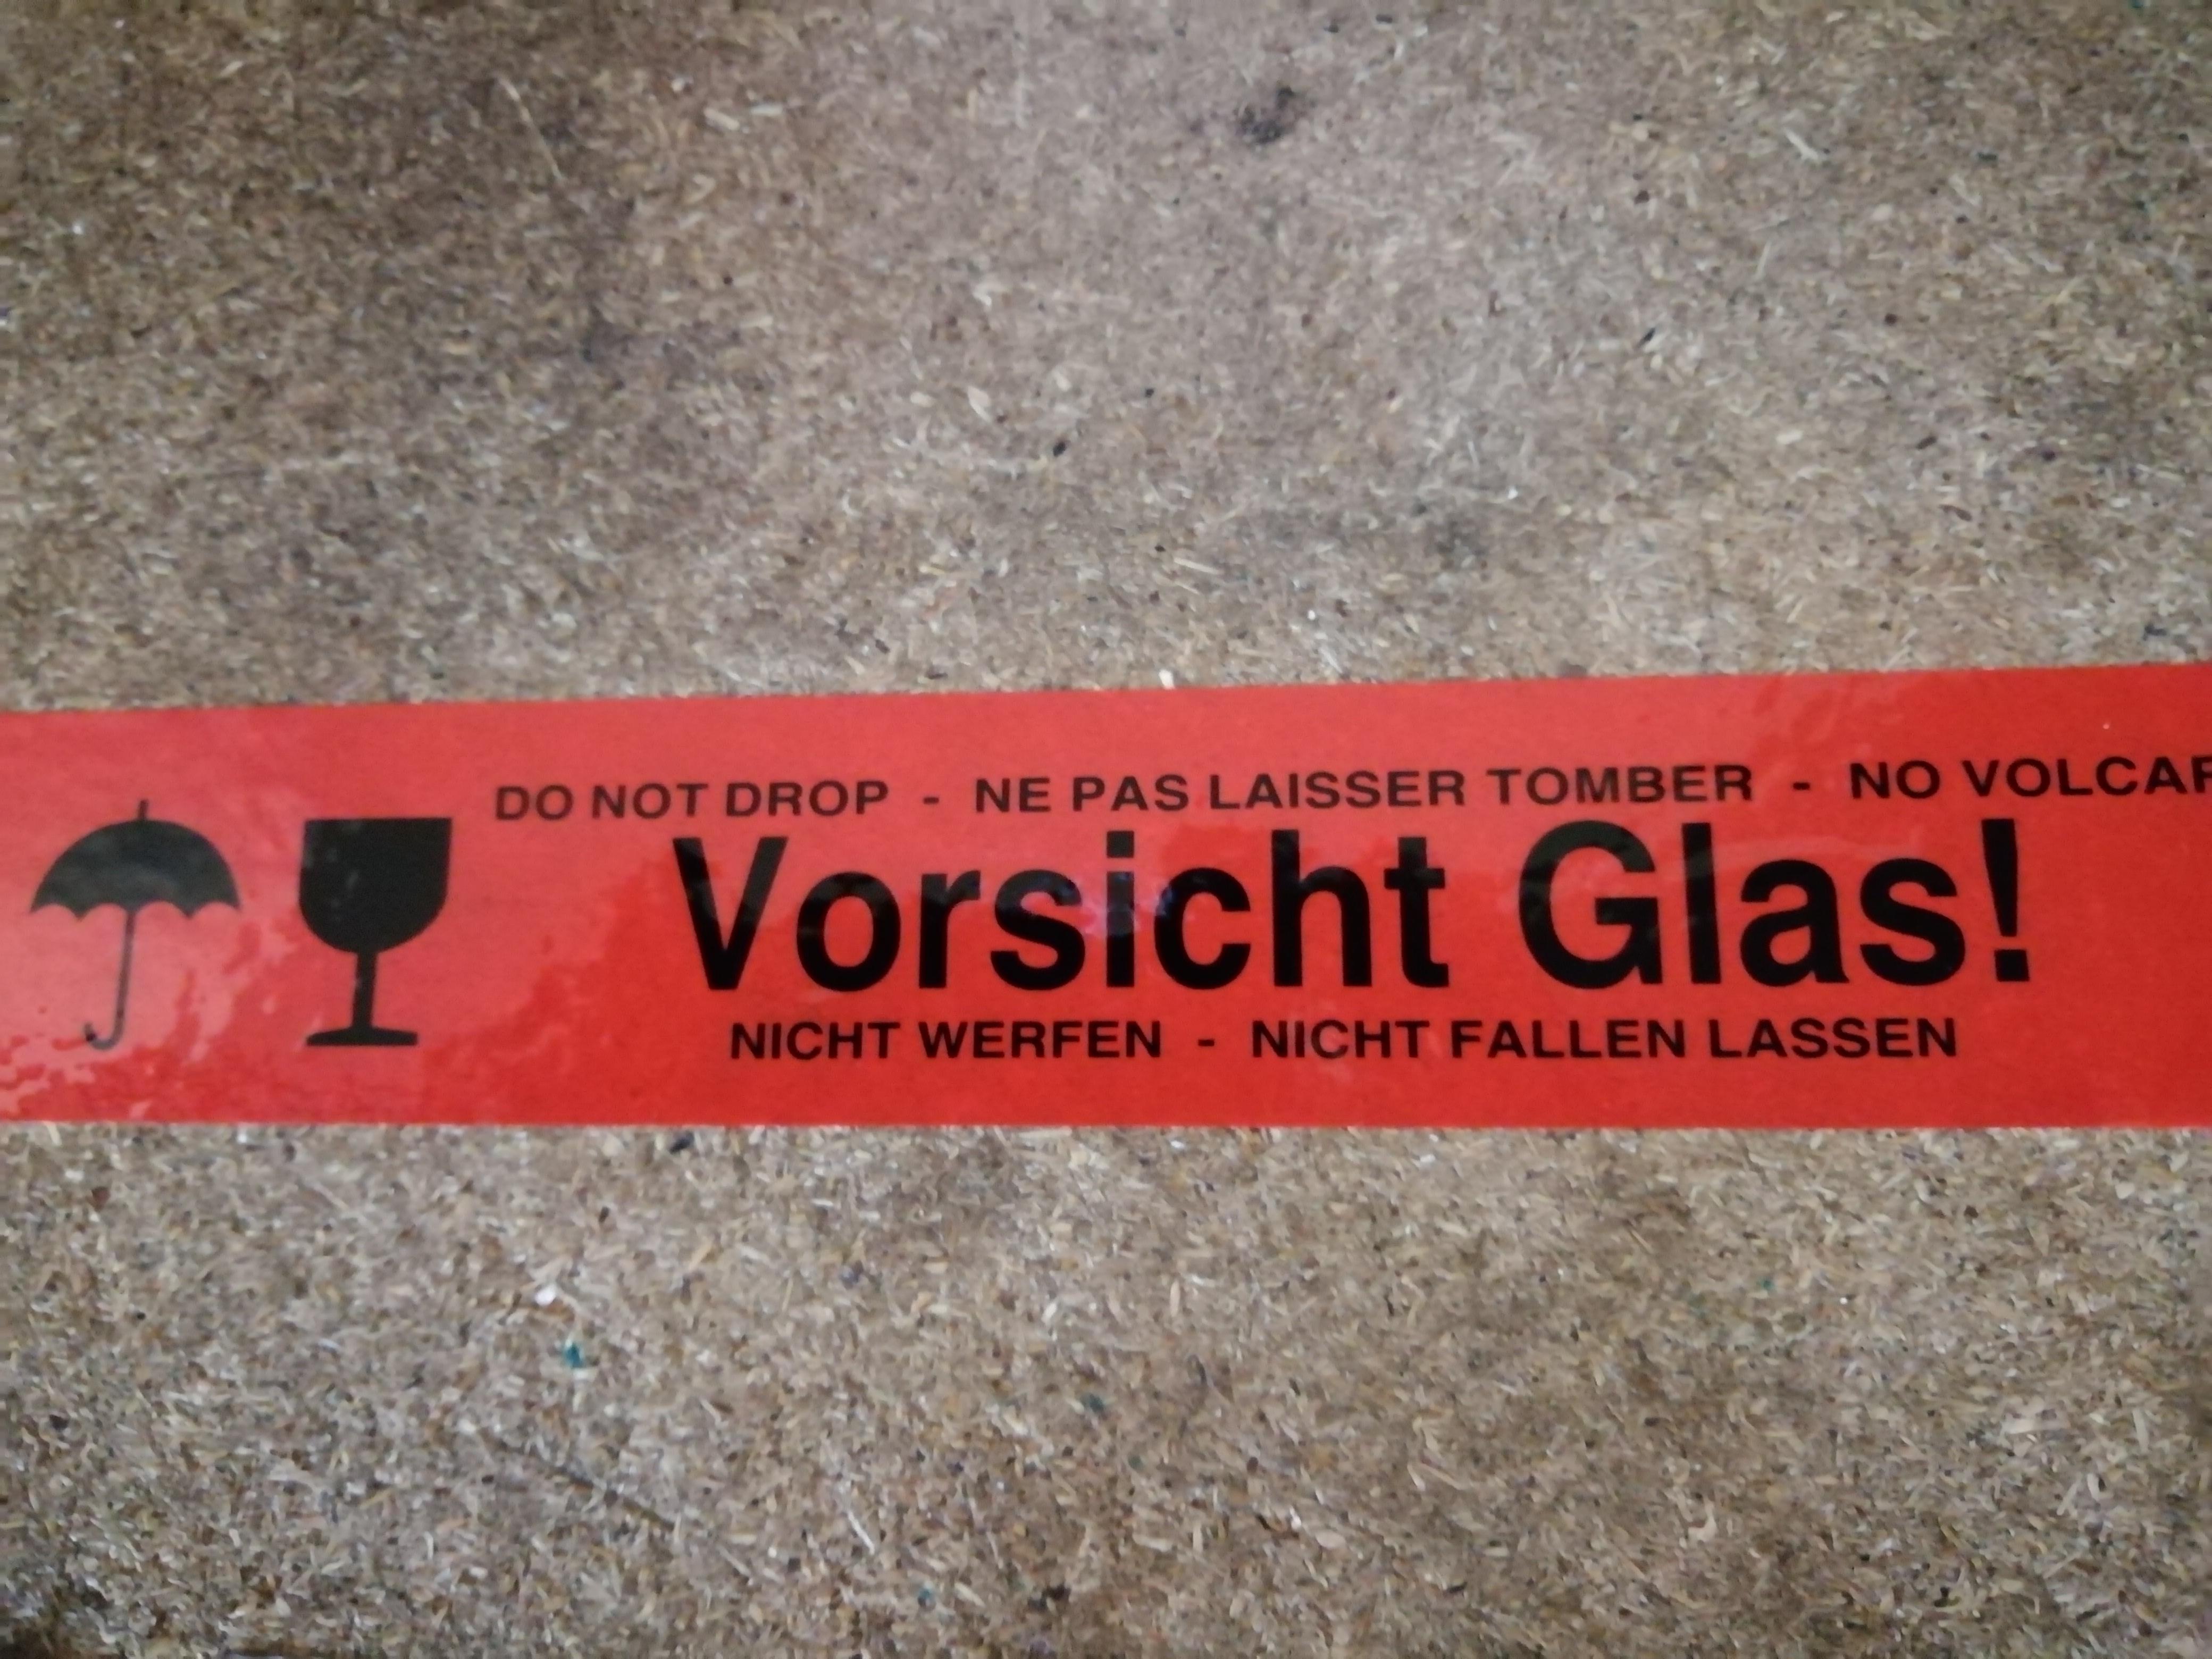 DO NOT DROP - NE PAS LAISSER TOMBER - NO VOLCAR
Vorsicht Glas!
NICHT WERFEN - NICHT FALLEN LASSEN